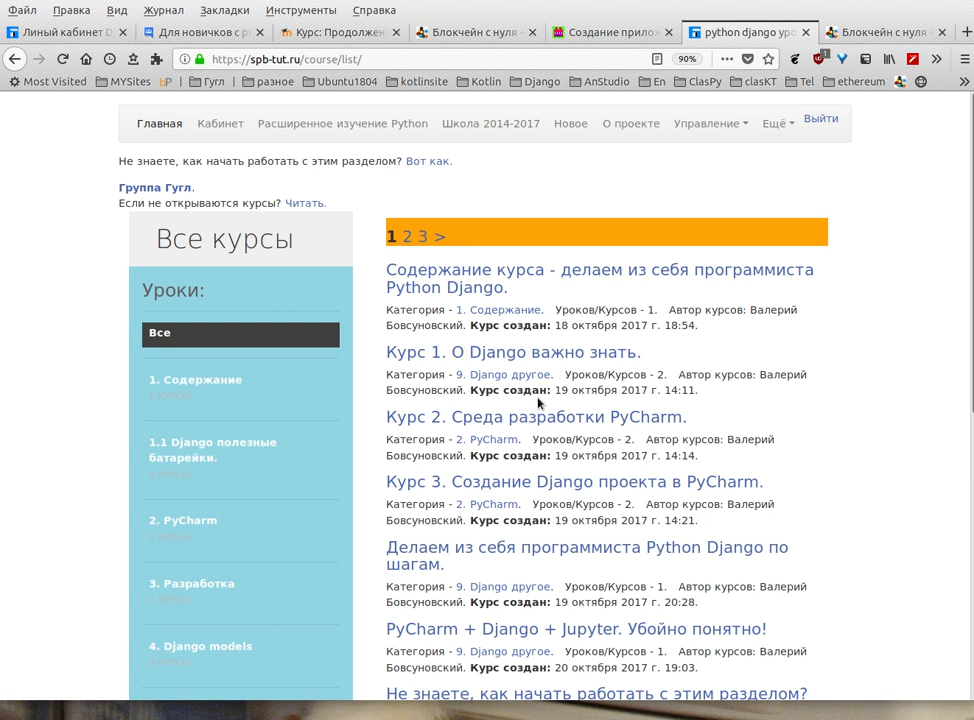 Файл Правка Вид Журнал Закладки Инструменты Справка
Линый кабинет D
Для новичков с р
Курс: Продолжен
Блокчейн с нуля
Создание прилож
python django уро
Блокчейн с нуля
https://spb-tut.ru/course/list/
90%
1
Most Visited MYSites bP Гугл разное Ubuntu1804 kotlinsite Kotlin Django AnStudio En ClasPy clasKT Tel ethereum
Главная Кабинет Расширенное изучение Python Школа 2014-2017 Новое О проекте Управление Ещё Выйти
Не знаете, как начать работать с этим разделом? Вот как.
Группа Гугл.
Если не открываются курсы? Читать.
Все курсы
Уроки:
Все
1. Содержание
1 КУРСЫ
1.1 Django полезные
батарейки.
4 КУРСЫ
2. PyCharm
2 КУРСЫ
3. Разработка
4. Django models
1 2 3 >
Содержание курса - делаем из себя программиста
Python Django.
Категория - 1. Содержание. Уроков/Курсов - 1. Автор курсов: Валерий
Бовсуновский. Курс создан: 18 октября 2017 г. 18:54.
Курс 1. О Django важно знать.
Категория - 9. Django другое. Уроков/Курсов - 2. Автор курсов: Валерий
Бовсуновский. Курс создан: 19 октября 2017 г. 14:11.
Курс 2. Среда разработки PyCharm.
Категория - 2. PyCharm. Уроков/Курсов - 2. Автор курсов: Валерий
Бовсуновский. Курс создан: 19 октября 2017 г. 14:14.
Курс 3. Создание Django проекта в PyCharm.
Категория - 2. PyCharm. Уроков/Курсов - 2. Автор курсов: Валерий
Бовсуновский. Курс создан: 19 октября 2017 г. 14:21.
Делаем из себя программиста Python Django по
шагам.
Категория - 9. Django другое. Уроков/Курсов - 1. Автор курсов: Валерий
Бовсуновский. Курс создан: 19 октября 2017 г. 20:28.
PyCharm + Django + Jupyter. Убойно понятно!
Категория - 9. Django другое. Уроков/Курсов - 1. Автор курсов: Валерий
Бовсуновский. Курс создан: 20 октября 2017 г. 19:03.
Не знаете, как начать работать с этим разделом?